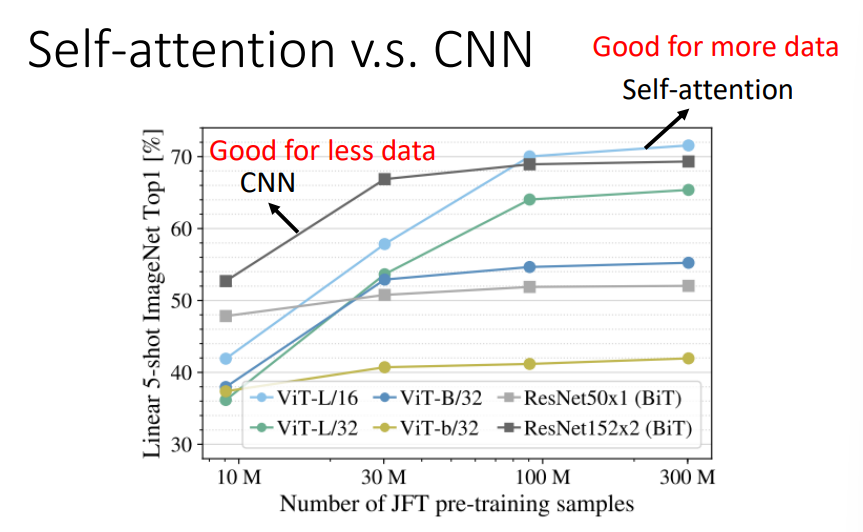 Self-attention v.s. CNN
Good for more data
Self-attention
Good for less data
CNN
Linear 5-shot ImageNet Top1 [%]
70
60
50
40
30
ViT-L/16
ViT-B/32
ResNet50x1 (BiT)
ViT-L/32
ViT-b/32
ResNet152x2 (BiT)
10 M
30 M
100 M
300 M
Number of JFT pre-training samples